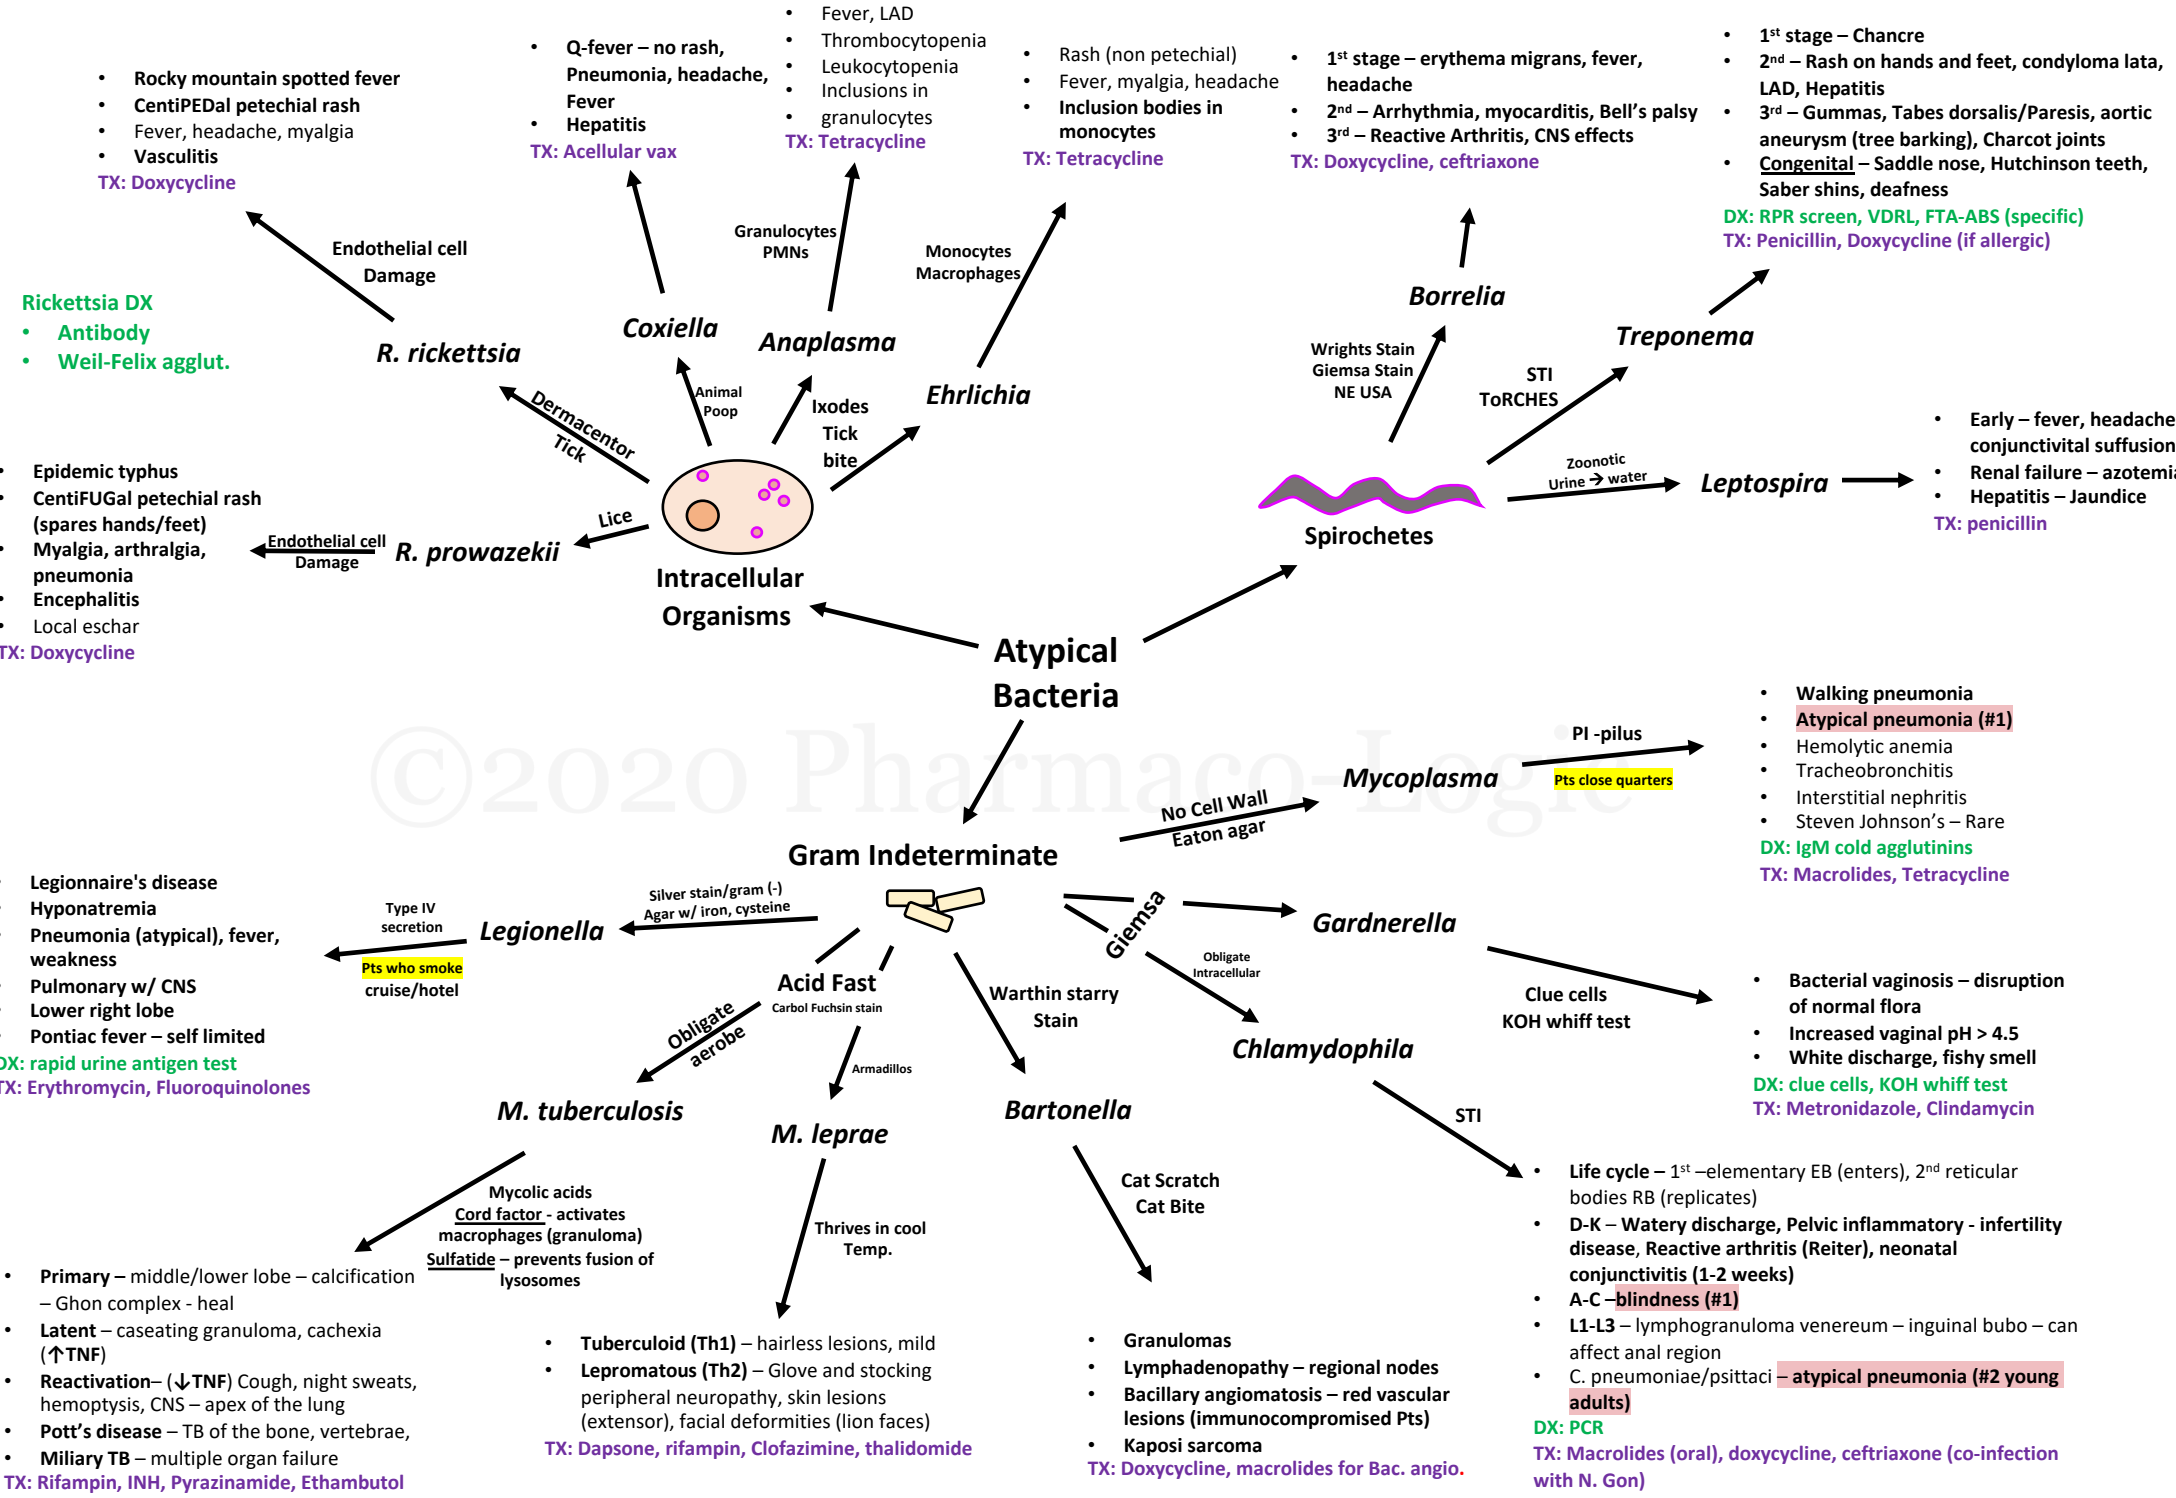 • Rocky mountain spotted fever
• CentiPEDal petechial rash
• Fever, headache, myalgia
• Vasculitis
TX: Doxycycline
• Q-fever – no rash,
Pneumonia, headache,
Fever
• Hepatitis
TX: Acellular vax
• Fever, LAD
• Thrombocytopenia
• Leukocytopenia
• Inclusions in
• granulocytes
TX: Tetracycline
• Rash (non petechial)
• Fever, myalgia, headache
• Inclusion bodies in
monocytes
TX: Tetracycline
• 1st stage – erythema migrans, fever,
headache
• 2nd – Arrhythmia, myocarditis, Bell's palsy
• 3rd – Reactive Arthritis, CNS effects
TX: Doxycycline, ceftriaxone
• 1st stage – Chancre
• 2nd – Rash on hands and feet, condyloma lata,
LAD, Hepatitis
• 3rd – Gummas, Tabes dorsalis/Paresis, aortic
aneurysm (tree barking), Charcot joints
• Congenital – Saddle nose, Hutchinson teeth,
Saber shins, deafness
DX: RPR screen, VDRL, FTA-ABS (specific)
TX: Penicillin, Doxycycline (if allergic)
Endothelial cell
Damage
Granulocytes
PMNs
Monocytes
Macrophages
Rickettsia DX
• Antibody
• Weil-Felix agglut.
R. rickettsia
Coxiella
Anaplasma
Ehrlichia
Borrelia
Treponema
Dermacentor
Tick
Animal
Poop
Ixodes
Tick
bite
Wrights Stain
Giemsa Stain
NE USA
STI
ToRCHES
Zoonotic
Urine → water
Leptospira
• Early – fever, headache
conjunctivital suffusion
• Renal failure – azotemia
• Hepatitis – Jaundice
TX: penicillin
• Epidemic typhus
• CentiFUGal petechial rash
(spares hands/feet)
• Myalgia, arthralgia,
pneumonia
• Encephalitis
• Local eschar
TX: Doxycycline
Endothelial cell
Damage
R. prowazekii
Lice
Intracellular
Organisms
Spirochetes
Atypical
Bacteria
©2020 Pharmaco-Logic
No Cell Wall
Eaton agar
Mycoplasma
PI -pilus
Pts close quarters
• Walking pneumonia
• Atypical pneumonia (#1)
• Hemolytic anemia
• Tracheobronchitis
• Interstitial nephritis
• Steven Johnson's – Rare
DX: IgM cold agglutinins
TX: Macrolides, Tetracycline
Gram Indeterminate
• Legionnaire's disease
• Hyponatremia
• Pneumonia (atypical), fever,
weakness
• Pulmonary w/ CNS
• Lower right lobe
• Pontiac fever – self limited
DX: rapid urine antigen test
TX: Erythromycin, Fluoroquinolones
Type IV
secretion
Pts who smoke
cruise/hotel
Legionella
Silver stain/gram (-)
Agar w/ iron, cysteine
Giemsa
Gardnerella
Clue cells
KOH whiff test
• Bacterial vaginosis – disruption
of normal flora
• Increased vaginal pH > 4.5
• White discharge, fishy smell
DX: clue cells, KOH whiff test
TX: Metronidazole, Clindamycin
Acid Fast
Carbol Fuchsin stain
Obligate
aerobe
Armadillos
Warthin starry
Stain
Obligate
Intracellular
Chlamydophila
STI
M. tuberculosis
M. leprae
Bartonella
Mycolic acids
Cord factor - activates
macrophages (granuloma)
Sulfatide – prevents fusion of
lysosomes
Thrives in cool
Temp.
Cat Scratch
Cat Bite
• Primary – middle/lower lobe – calcification
– Ghon complex - heal
• Latent – caseating granuloma, cachexia
(↑TNF)
• Reactivation– (↓TNF) Cough, night sweats,
hemoptysis, CNS – apex of the lung
• Pott's disease – TB of the bone, vertebrae,
• Miliary TB – multiple organ failure
TX: Rifampin, INH, Pyrazinamide, Ethambutol
• Tuberculoid (Th1) – hairless lesions, mild
• Lepromatous (Th2) – Glove and stocking
peripheral neuropathy, skin lesions
(extensor), facial deformities (lion faces)
TX: Dapsone, rifampin, Clofazimine, thalidomide
• Granulomas
• Lymphadenopathy – regional nodes
• Bacillary angiomatosis – red vascular
lesions (immunocompromised Pts)
• Kaposi sarcoma
TX: Doxycycline, macrolides for Bac. angio.
• Life cycle – 1st –elementary EB (enters), 2nd reticular
bodies RB (replicates)
• D-K – Watery discharge, Pelvic inflammatory - infertility
disease, Reactive arthritis (Reiter), neonatal
conjunctivitis (1-2 weeks)
• A-C –blindness (#1)
• L1-L3 – lymphogranuloma venereum – inguinal bubo – can
affect anal region
• C. pneumoniae/psittaci – atypical pneumonia (#2 young
adults)
DX: PCR
TX: Macrolides (oral), doxycycline, ceftriaxone (co-infection
with N. Gon)